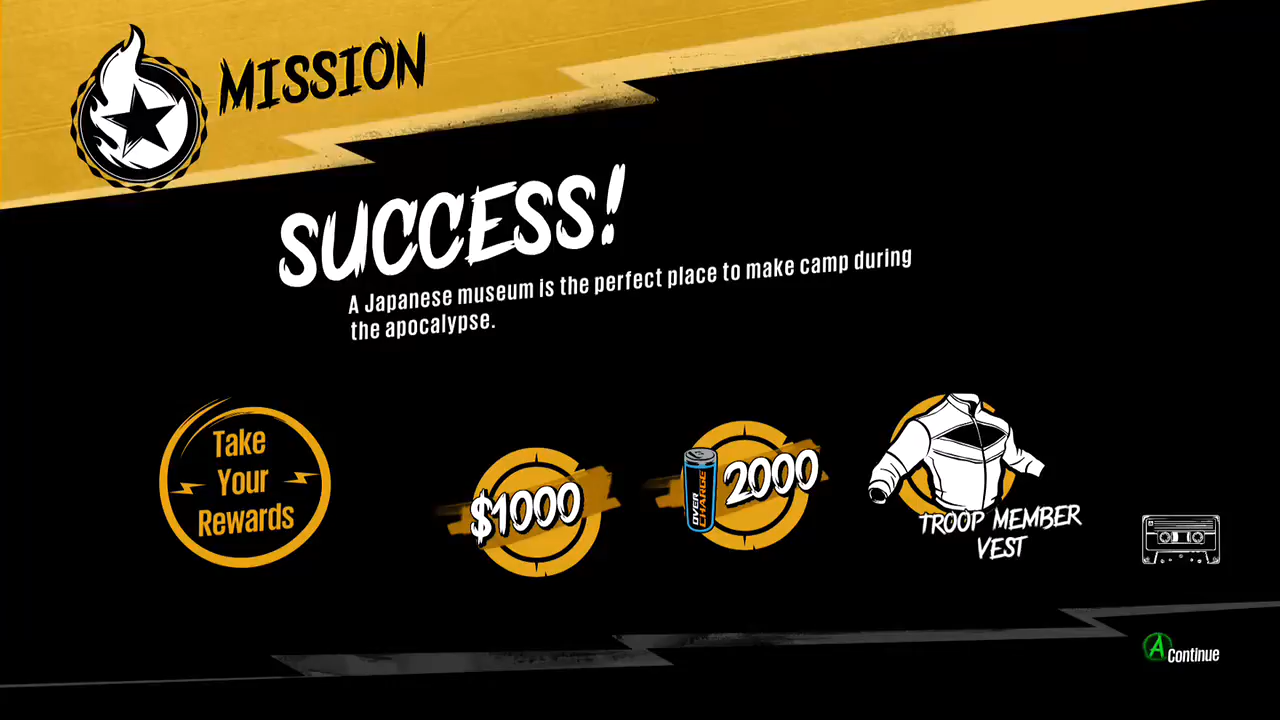 MISSION
SUCCESS!
A Japanese museum is the perfect place to make camp during
the apocalypse.
Take
Your
Rewards
$1000
OVER
CHARGE
2000
TROOP MEMBER
VEST
A Continue